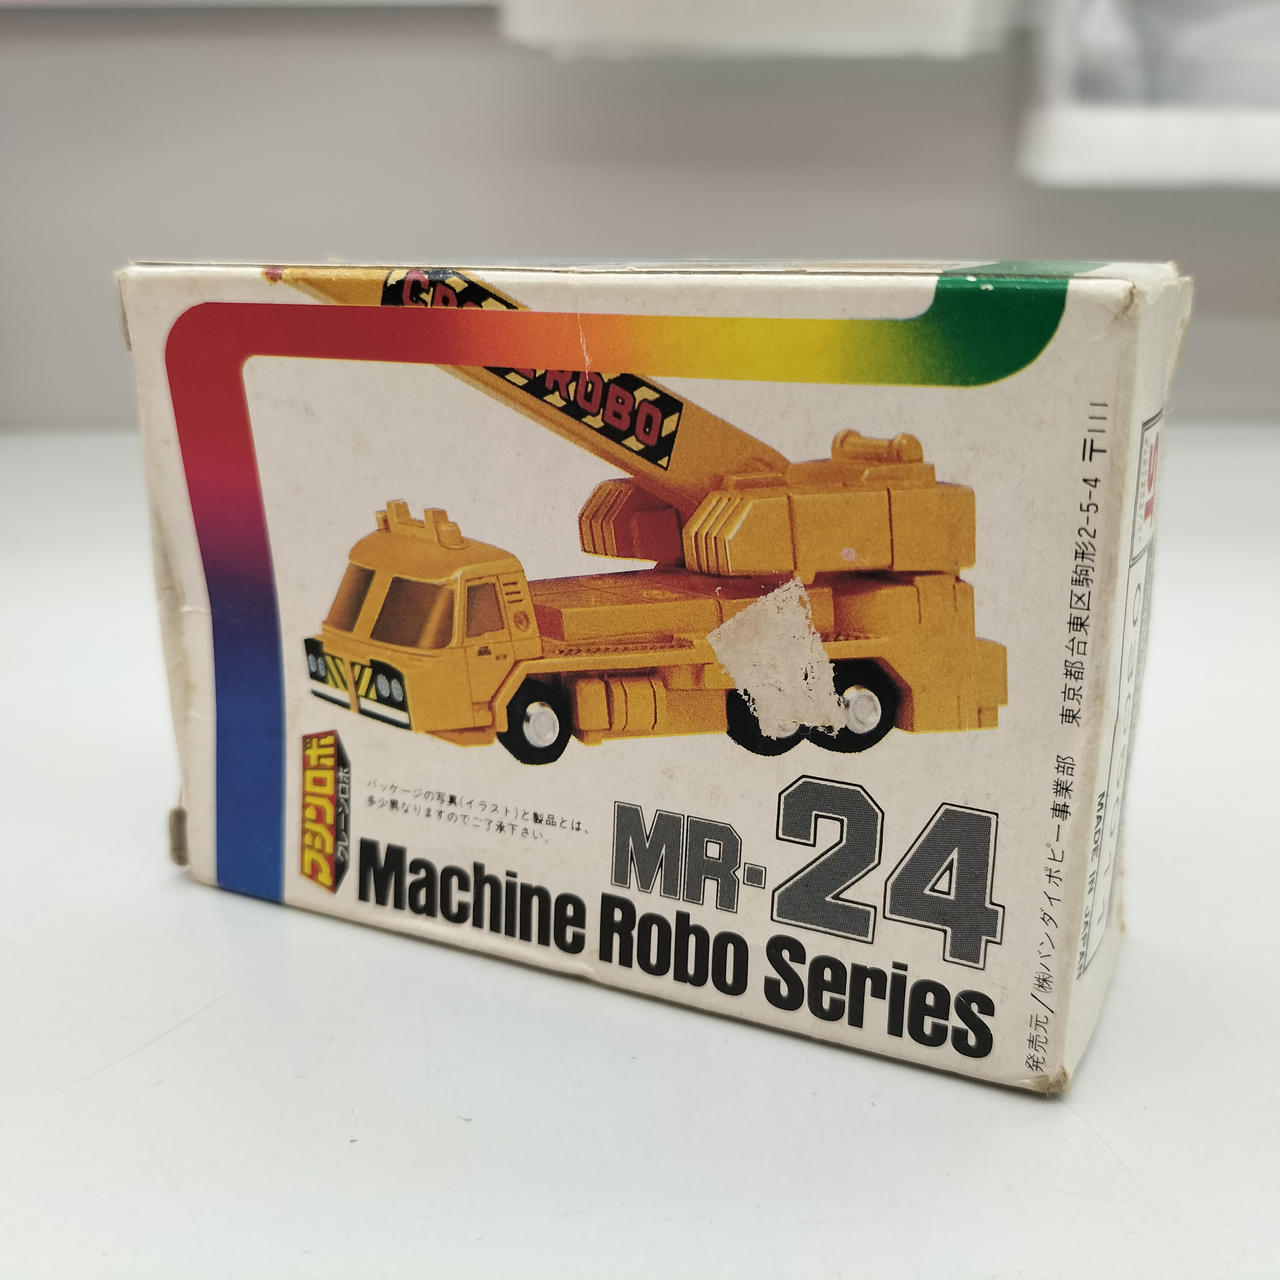 CRANE ROBO
マシンロボ
クレーンロボ
パッケージの写真(イラスト)と製品とは、
多少異なりますのでご了承下さい。
MR-24
Machine Robo Series
発売元/(株)バンダイポピー事業部 東京都台東区駒形2-5-4 〒111
ST
MADE IN JAPAN